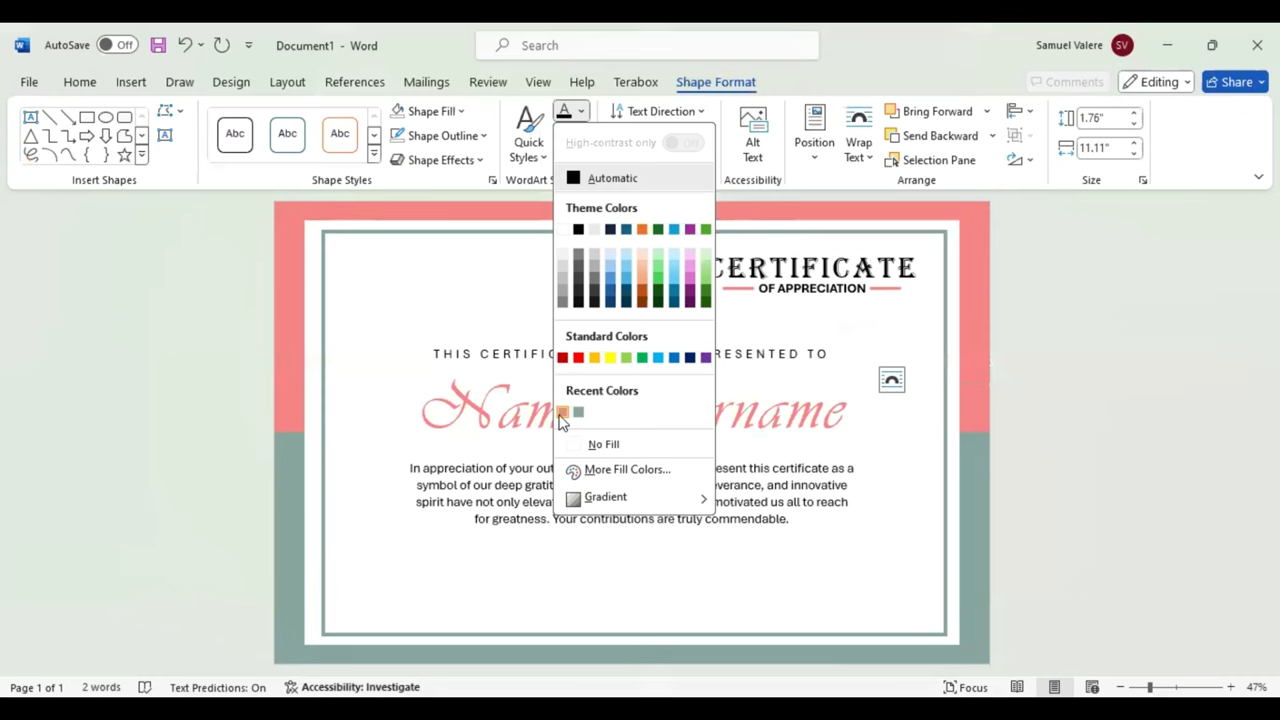 AutoSave Off Document1 - Word Search Samuel Valere SV
File Home Insert Draw Design Layout References Mailings Review View Help Terabox Shape Format Comments Editing Share
Abc Abc Abc
Shape Fill
Shape Outline
Shape Effects
Quick
Styles
A
Text Direction
Alt
Text
Position
Wrap
Text
Bring Forward
Send Backward
Selection Pane
1.76"
11.11"
Insert Shapes Shape Styles WordArt S Accessibility Arrange Size
High-contrast only Off
Automatic
Theme Colors
Standard Colors
Recent Colors
No Fill
More Fill Colors...
Gradient
CERTIFICATE
OF APPRECIATION
THIS CERTIFIC RESENTED TO
Nam rname
In appreciation of your out resent this certificate as a
symbol of our deep gratit everance, and innovative
spirit have not only eleva motivated us all to reach
for greatness. Your contributions are truly commendable.
Page 1 of 1 2 words Text Predictions: On Accessibility: Investigate Focus 47%